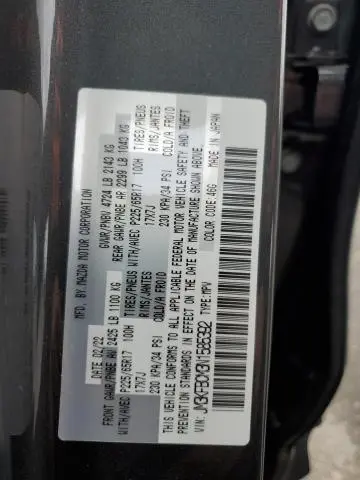 MFD. BY MAZDA MOTOR CORPORATION
DATE 02/22 GVWR/PNBV 4724 LB 2143 KG
FRONT GAWR/PNBE AV 2425 LB 1100 KG REAR GAWR/PNBE AR 2299 LB 1043 KG
WITH/AVEC P225/65R17 100H TIRES/PNEUS WITH/AVEC P225/65R17 100H TIRES/PNEUS
17X7J RIMS/JANTES 17X7J RIMS/JANTES
230 KPA/34 PSI COLD/A FROID 230 KPA/34 PSI COLD/A FROID
THIS VEHICLE CONFORMS TO ALL APPLICABLE FEDERAL MOTOR VEHICLE SAFETY AND THEFT
PREVENTION STANDARDS IN EFFECT ON THE DATE OF MANUFACTURE SHOWN ABOVE.
VIN: TYPE:MPV COLOR CODE:46G MADE IN JAPAN